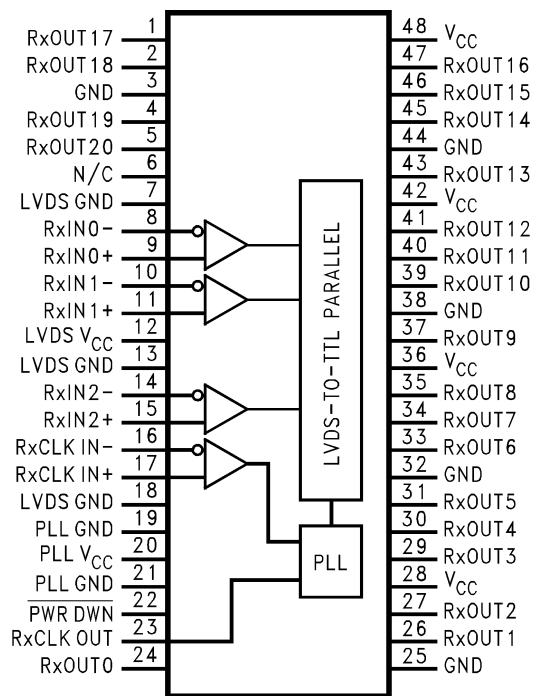 RxOUT17 1
RxOUT18 2
GND 3
RxOUT19 4
RxOUT20 5
N/C 6
LVDS GND 7
RxIN0- 8
RxIN0+ 9
RxIN1- 10
RxIN1+ 11
LVDS VCC 12
LVDS GND 13
RxIN2- 14
RxIN2+ 15
RxCLK IN- 16
RxCLK IN+ 17
LVDS GND 18
PLL GND 19
PLL VCC 20
PLL GND 21
PWR DWN 22
RxCLK OUT 23
RxOUT0 24
LVDS-TO-TTL PARALLEL
PLL
48 VCC
47 RxOUT16
46 RxOUT15
45 RxOUT14
44 GND
43 RxOUT13
42 VCC
41 RxOUT12
40 RxOUT11
39 RxOUT10
38 GND
37 RxOUT9
36 VCC
35 RxOUT8
34 RxOUT7
33 RxOUT6
32 GND
31 RxOUT5
30 RxOUT4
29 RxOUT3
28 VCC
27 RxOUT2
26 RxOUT1
25 GND